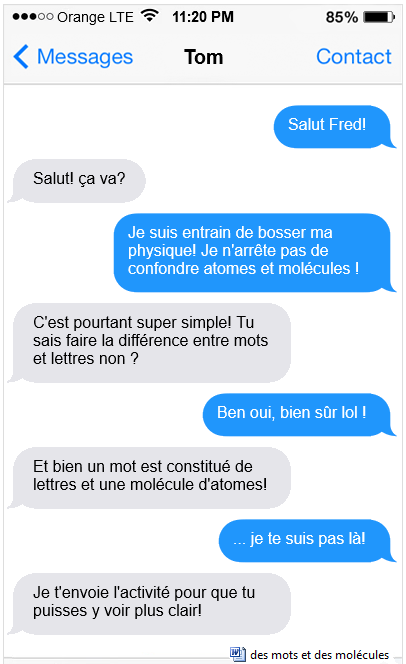 Orange LTE 11:20 PM 85%
Messages Tom Contact
Salut Fred!
Salut! ça va?
Je suis entrain de bosser ma
physique! Je n'arrête pas de
confondre atomes et molécules !
C'est pourtant super simple! Tu
sais faire la différence entre mots
et lettres non ?
Ben oui, bien sûr lol !
Et bien un mot est constitué de
lettres et une molécule d'atomes!
... je te suis pas là!
Je t'envoie l'activité pour que tu
puisses y voir plus clair!
des mots et des molécules